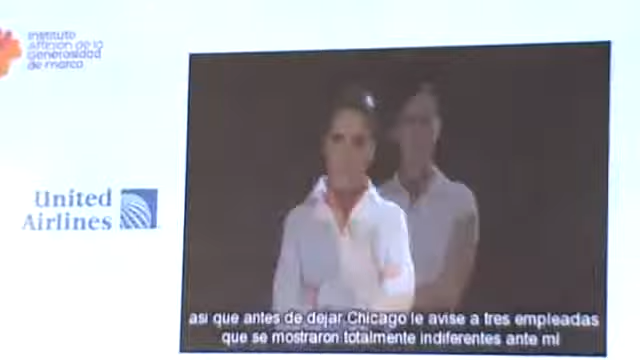 Instituto
Afinión de la
Generosidad
de marca
United
Airlines
asi que antes de dejar Chicago le avise a tres empleadas
que se mostraron totalmente indiferentes ante mi